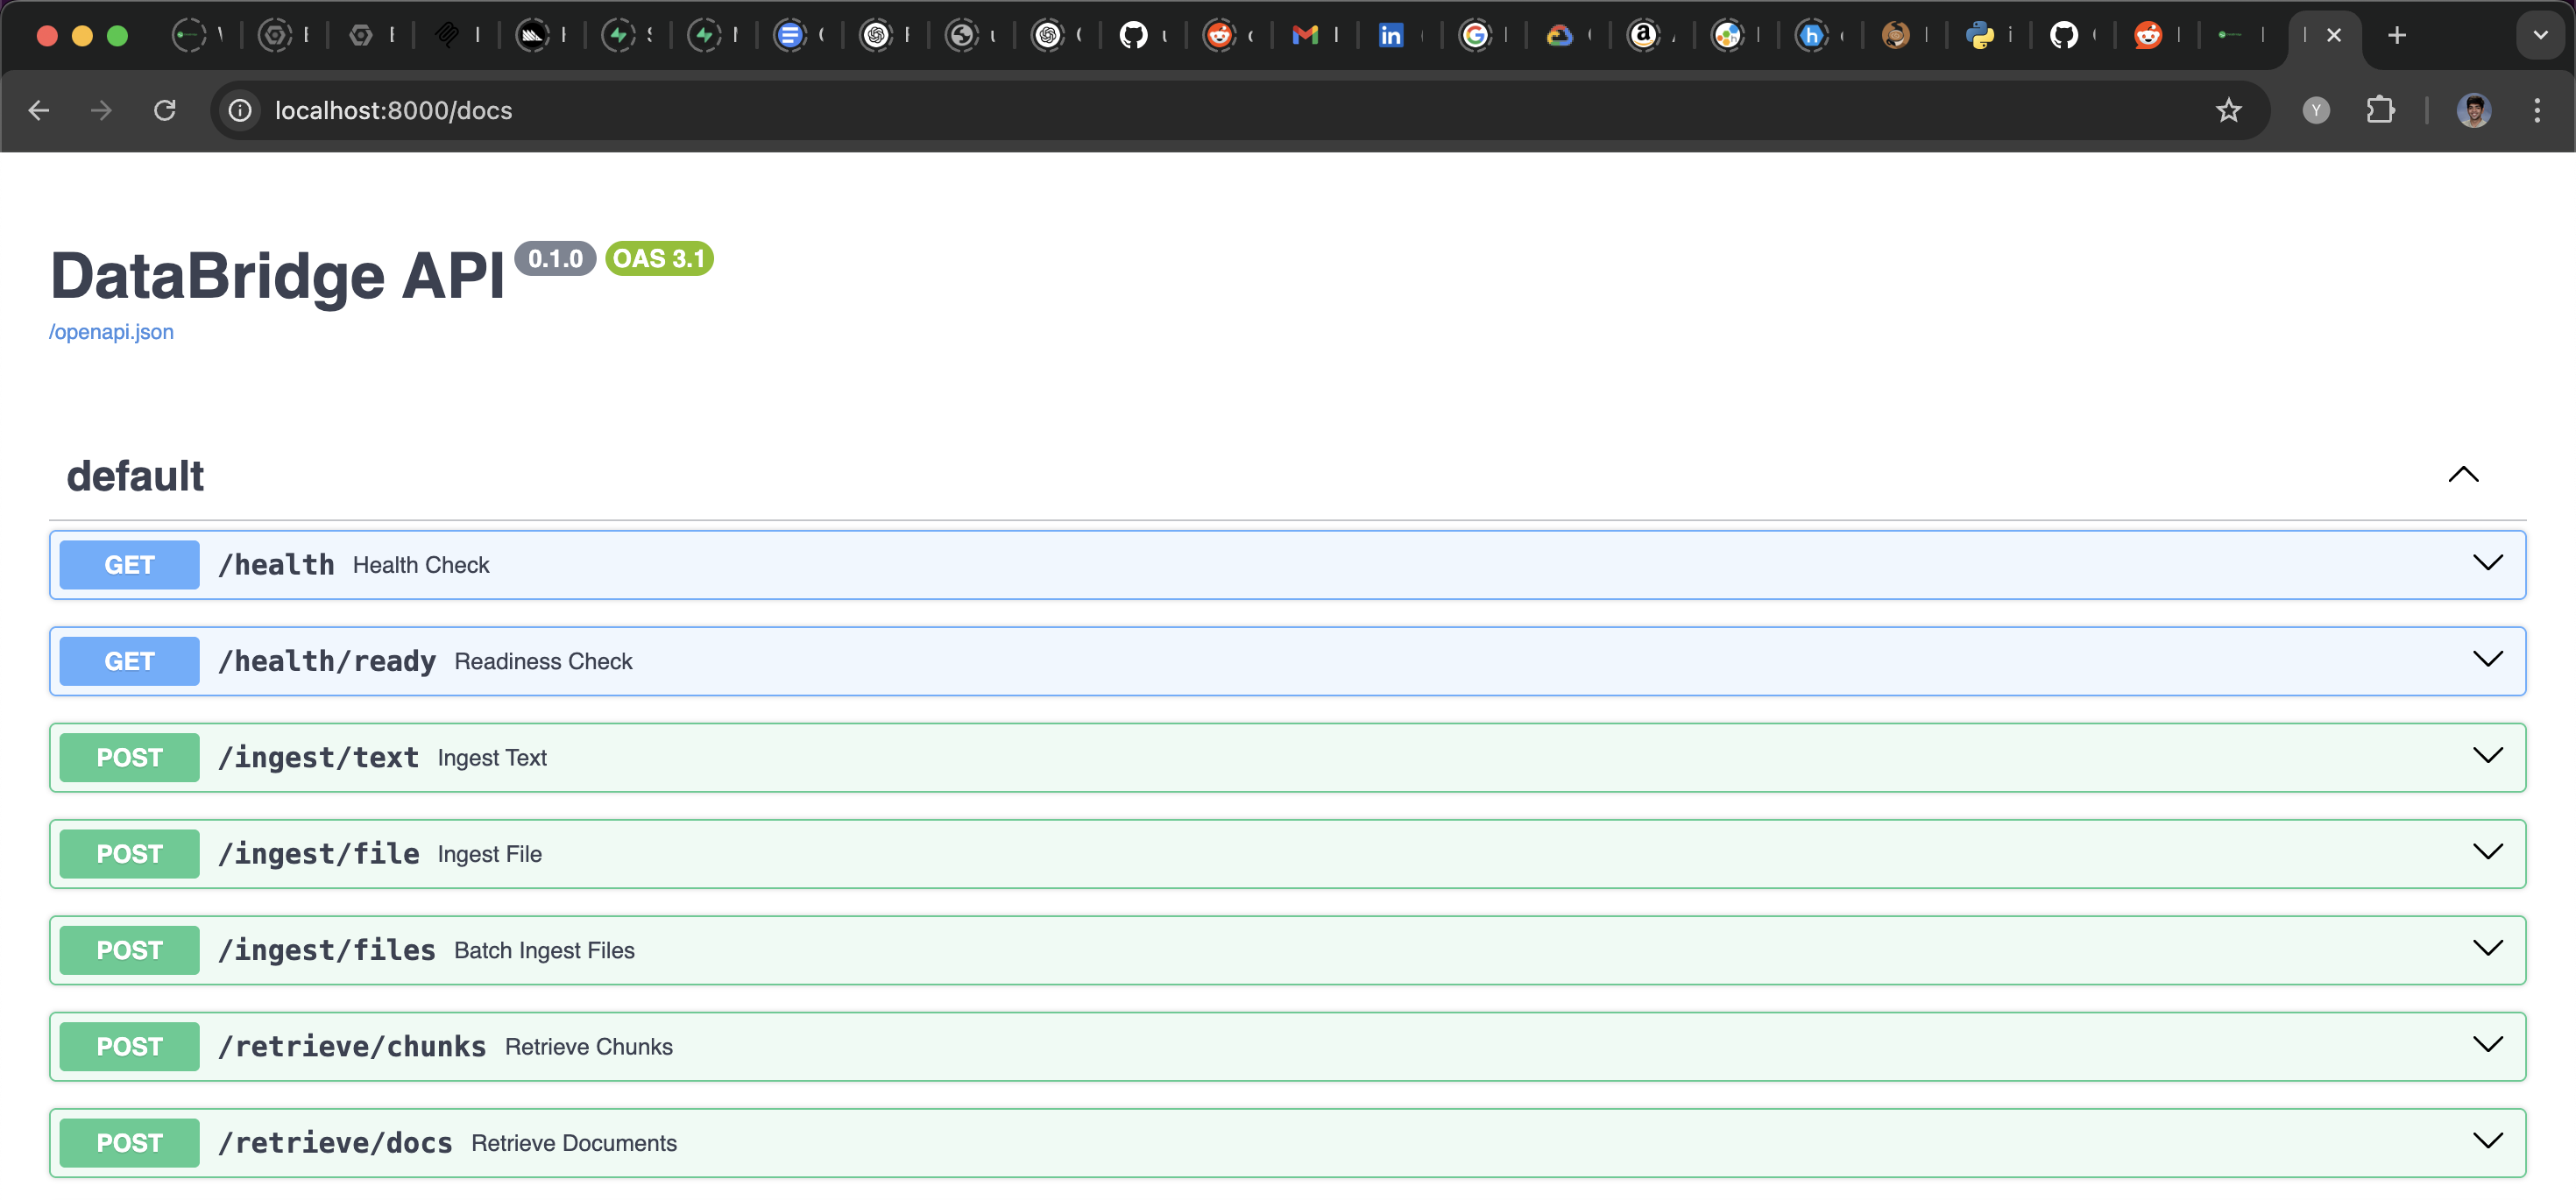 localhost:8000/docs
Y
DataBridge API 0.1.0 OAS 3.1
/openapi.json
default
GET /health Health Check
GET /health/ready Readiness Check
POST /ingest/text Ingest Text
POST /ingest/file Ingest File
POST /ingest/files Batch Ingest Files
POST /retrieve/chunks Retrieve Chunks
POST /retrieve/docs Retrieve Documents